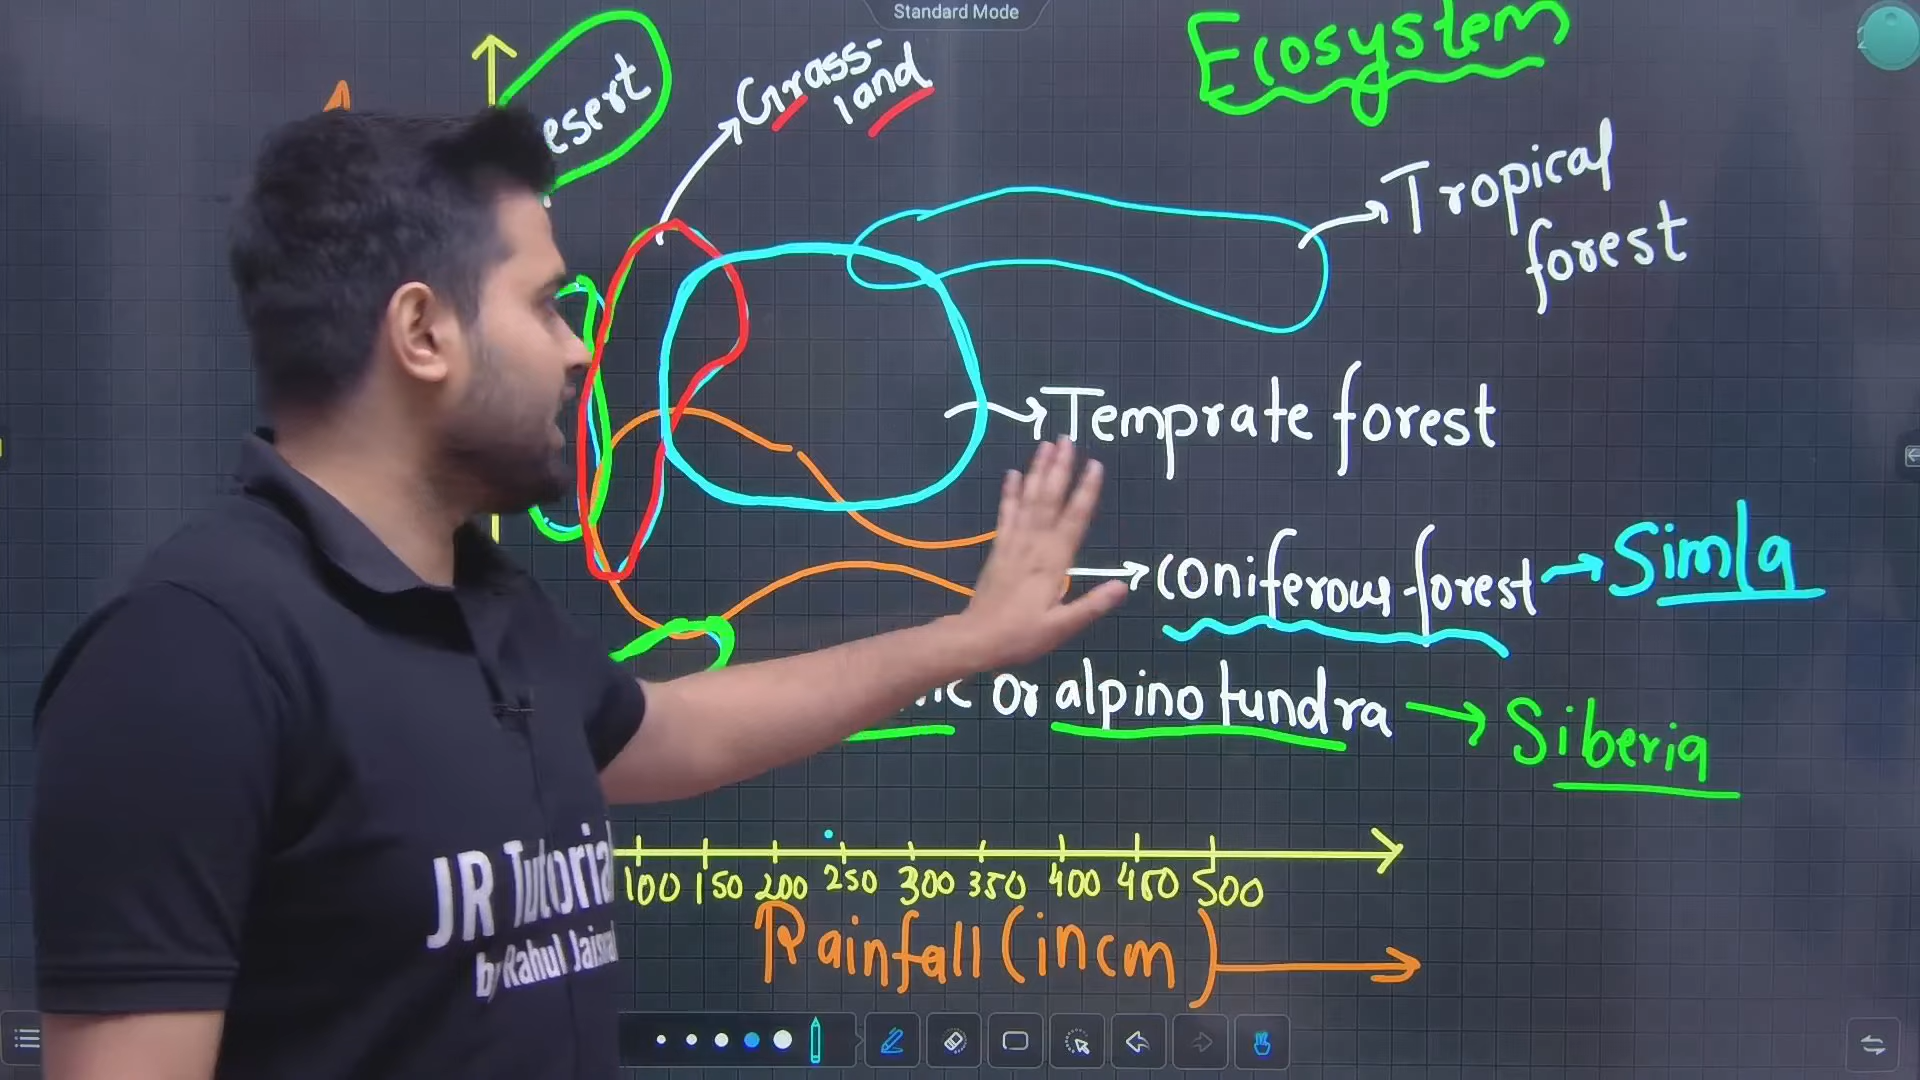 Standard Mode
Ecosystem
esert
Grass-
land
Tropical
forest
Temprate forest
coniferous forest → Simla
or alpino tundra → Siberia
100 150 200 250 300 350 400 450 500
Rainfall (in cm)
JR Tutoria
by Rahul Jaiswal